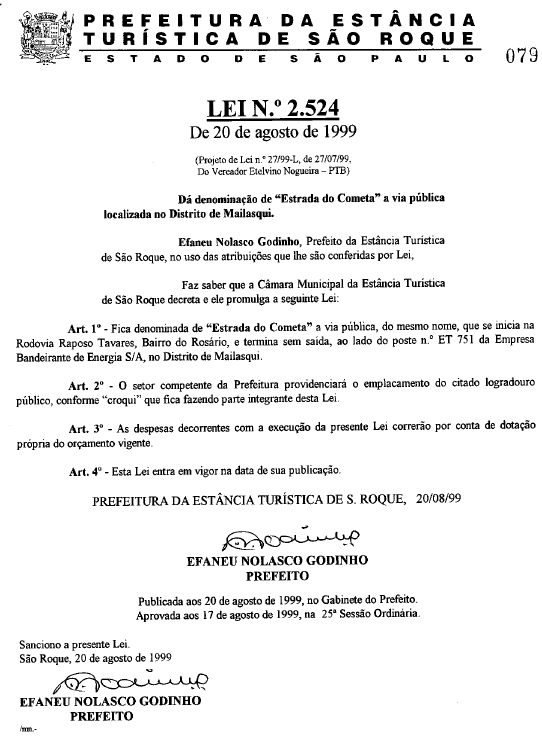 PREFEITURA DA ESTÂNCIA
TURÍSTICA DE SÃO ROQUE
ESTADO DE SÃO PAULO
079
LEI N.º 2.524
De 20 de agosto de 1999
(Projeto de Lei n.º 27/99-L, de 27/07/99,
Do Vereador Etelvino Nogueira – PTB)
Dá denominação de “Estrada do Cometa” a via pública
localizada no Distrito de Mailasqui.
Efaneu Nolasco Godinho, Prefeito da Estância Turística
de São Roque, no uso das atribuições que lhe são conferidas por Lei,
Faz saber que a Câmara Municipal da Estância Turística
de São Roque decreta e ele promulga a seguinte Lei:
Art. 1º - Fica denominada de “Estrada do Cometa” a via pública, do mesmo nome, que se inicia na
Rodovia Raposo Tavares, Bairro do Rosário, e termina sem saída, ao lado do poste n.º ET 751 da Empresa
Bandeirante de Energia S/A, no Distrito de Mailasqui.
Art. 2º - O setor competente da Prefeitura providenciará o emplacamento do citado logradouro
público, conforme “croqui” que fica fazendo parte integrante desta Lei.
Art. 3º - As despesas decorrentes com a execução da presente Lei correrão por conta de dotação
própria do orçamento vigente.
Art. 4º - Esta Lei entra em vigor na data de sua publicação.
PREFEITURA DA ESTÂNCIA TURÍSTICA DE S. ROQUE, 20/08/99
EFANEU NOLASCO GODINHO
PREFEITO
Publicada aos 20 de agosto de 1999, no Gabinete do Prefeito.
Aprovada aos 17 de agosto de 1999, na 25ª Sessão Ordinária.
Sanciono a presente Lei.
São Roque, 20 de agosto de 1999
EFANEU NOLASCO GODINHO
PREFEITO
/mm.-